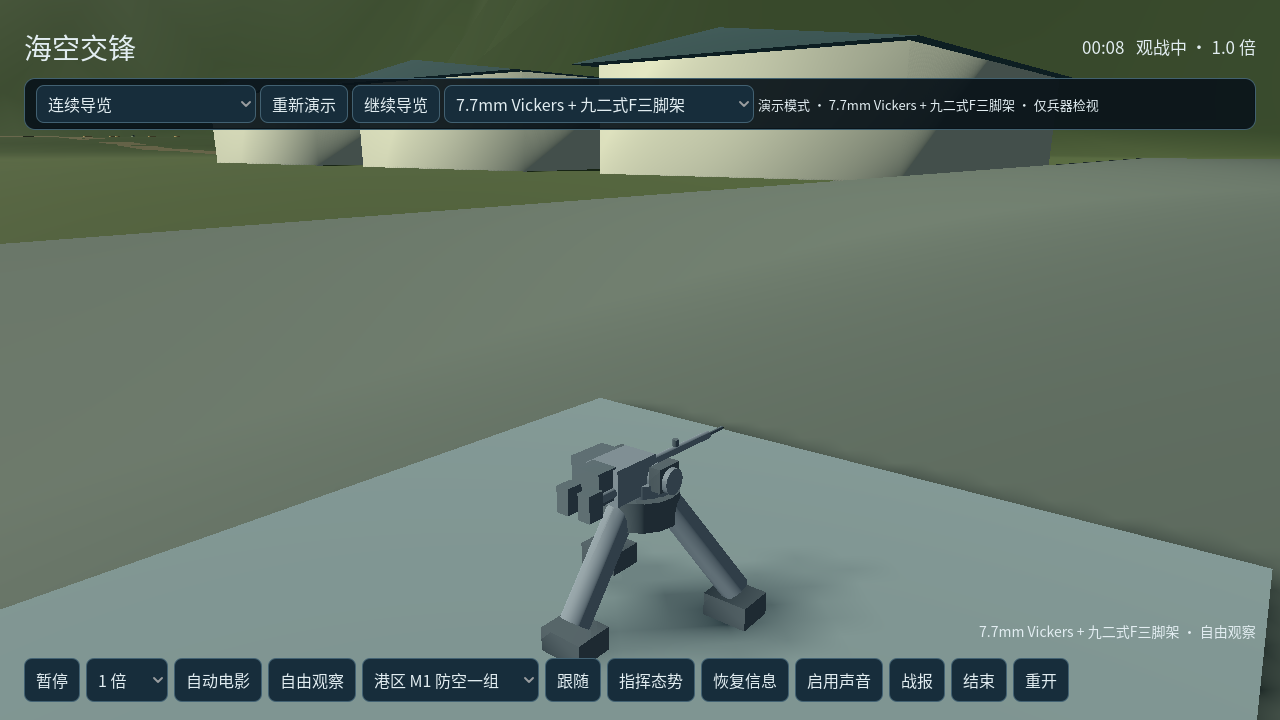 海空交锋
00:08 观战中 · 1.0 倍
连续导览 重新演示 继续导览 7.7mm Vickers + 九二式F三脚架 演示模式 · 7.7mm Vickers + 九二式F三脚架 · 仅兵器检视
7.7mm Vickers + 九二式F三脚架 · 自由观察
暂停 1 倍 自动电影 自由观察 港区 M1 防空一组 跟随 指挥态势 恢复信息 启用声音 战报 结束 重开